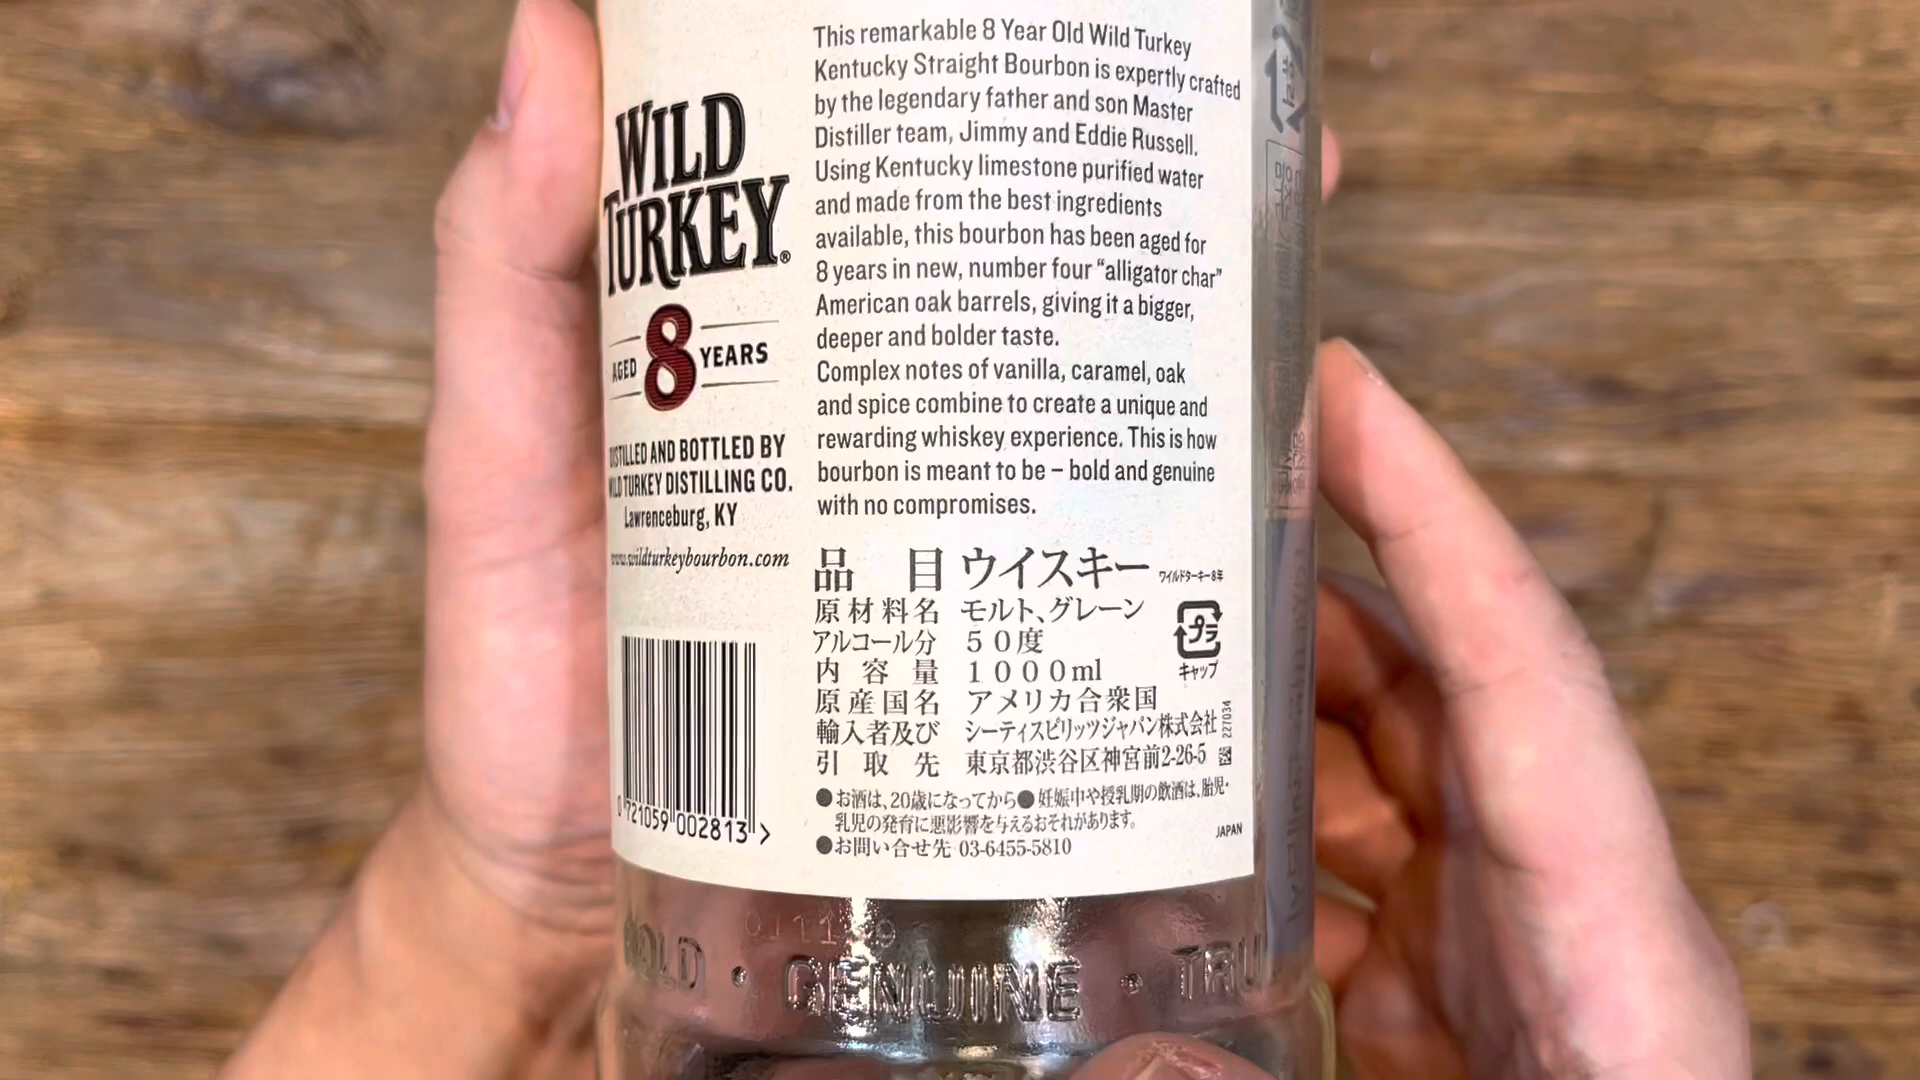 WILD
TURKEY®
AGED 8 YEARS
DISTILLED AND BOTTLED BY
WILD TURKEY DISTILLING CO.
Lawrenceburg, KY
www.wildturkeybourbon.com
0 721059 002813 >
This remarkable 8 Year Old Wild Turkey
Kentucky Straight Bourbon is expertly crafted
by the legendary father and son Master
Distiller team, Jimmy and Eddie Russell.
Using Kentucky limestone purified water
and made from the best ingredients
available, this bourbon has been aged for
8 years in new, number four “alligator char”
American oak barrels, giving it a bigger,
deeper and bolder taste.
Complex notes of vanilla, caramel, oak
and spice combine to create a unique and
rewarding whiskey experience. This is how
bourbon is meant to be – bold and genuine
with no compromises.
品目 ウイスキー ワイルドターキー8年
原材料名 モルト、グレーン
アルコール分 50度
内容量 1000ml
原産国名 アメリカ合衆国
輸入者及び シーティスピリッツジャパン株式会社
引取先 東京都渋谷区神宮前2-26-5
プラ
キャップ
227034
●お酒は、20歳になってから●妊娠中や授乳期の飲酒は、胎児・
乳児の発育に悪影響を与えるおそれがあります。
●お問い合せ先 03-6455-5810
JAPAN
BOLD • GENUINE • TRU